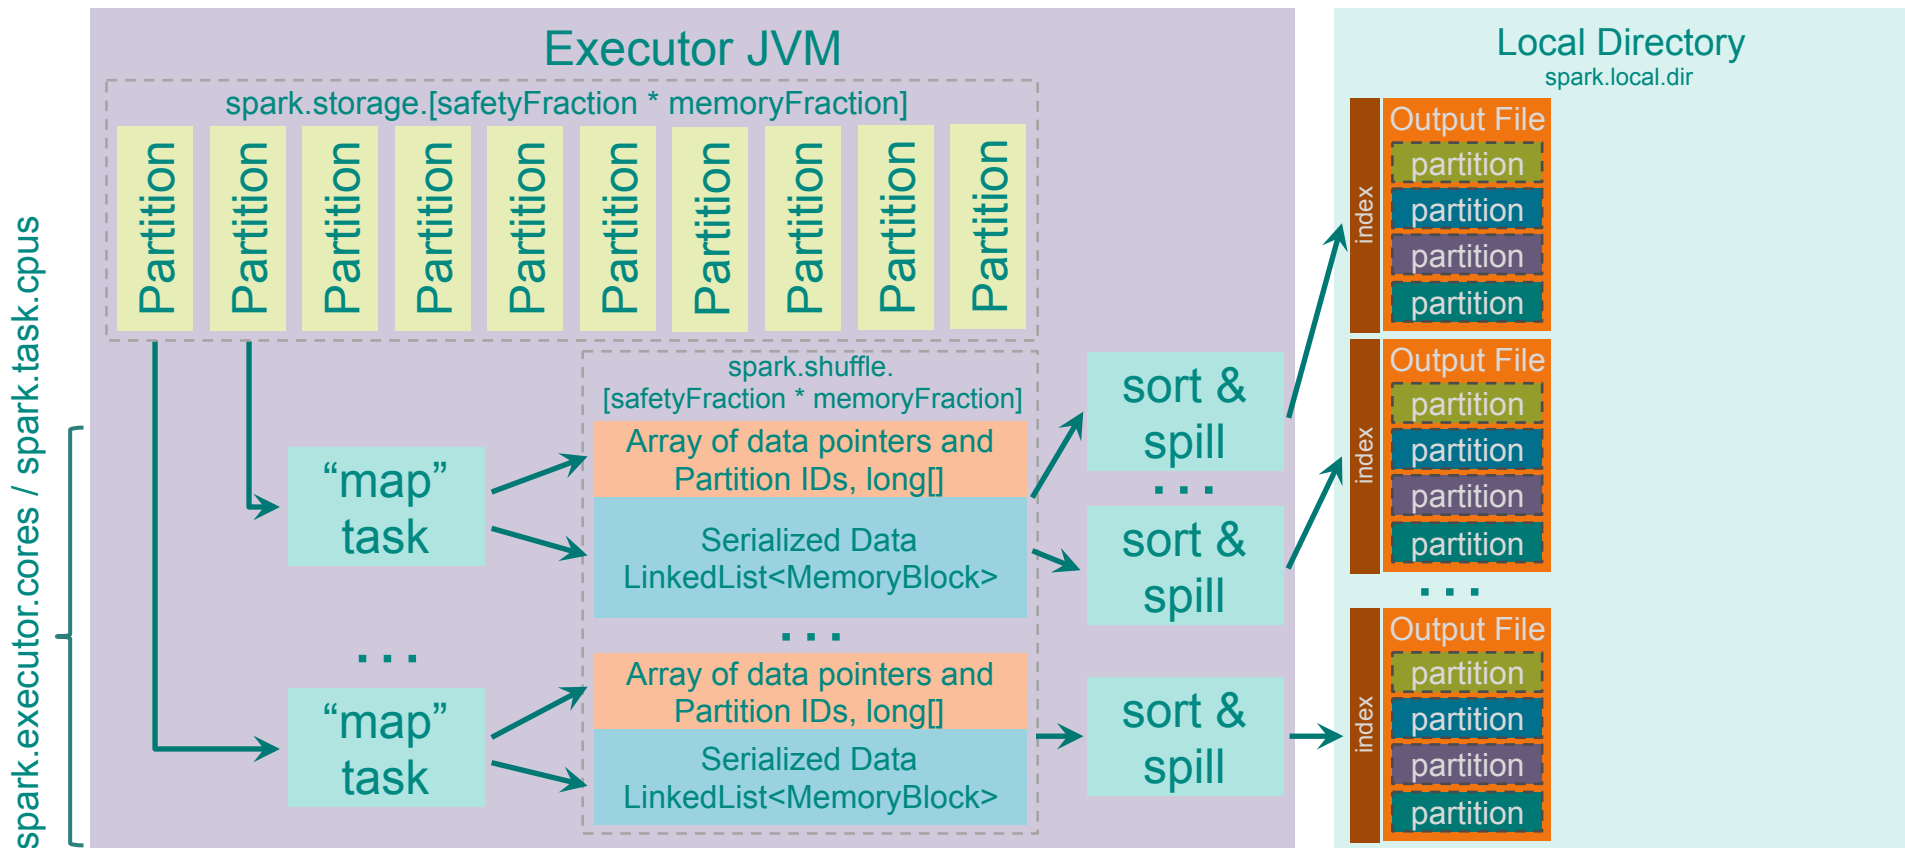 Executor JVM
spark.storage.[safetyFraction * memoryFraction]
Partition
Partition
Partition
Partition
Partition
Partition
Partition
Partition
Partition
Partition
spark.executor.cores / spark.task.cpus
“map”
task
. . .
“map”
task
spark.shuffle.
[safetyFraction * memoryFraction]
Array of data pointers and
Partition IDs, long[]
Serialized Data
LinkedList<MemoryBlock>
. . .
Array of data pointers and
Partition IDs, long[]
Serialized Data
LinkedList<MemoryBlock>
sort &
spill
. . .
sort &
spill
sort &
spill
Local Directory
spark.local.dir
index
Output File
partition
partition
partition
partition
index
Output File
partition
partition
partition
partition
. . .
index
Output File
partition
partition
partition
partition